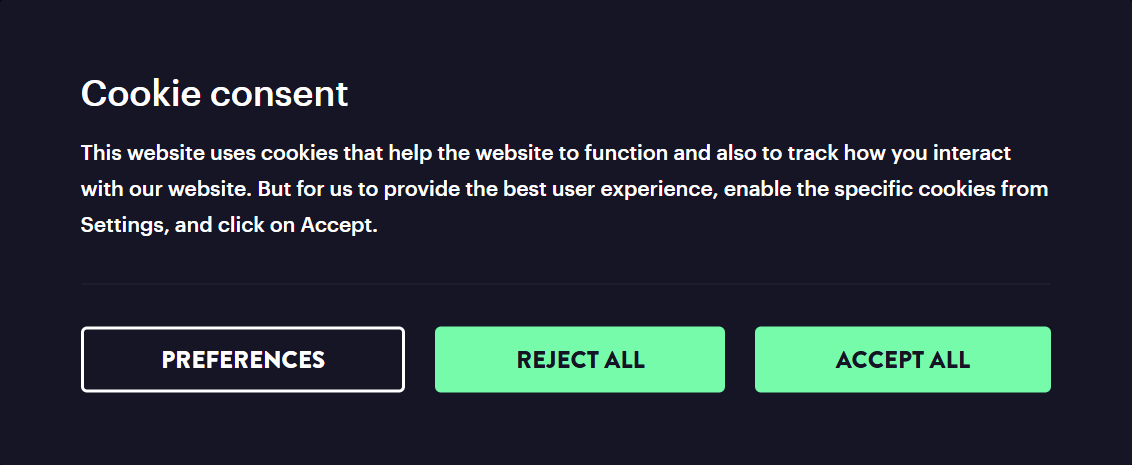 Cookie consent
This website uses cookies that help the website to function and also to track how you interact
with our website. But for us to provide the best user experience, enable the specific cookies from
Settings, and click on Accept.
PREFERENCES
REJECT ALL
ACCEPT ALL